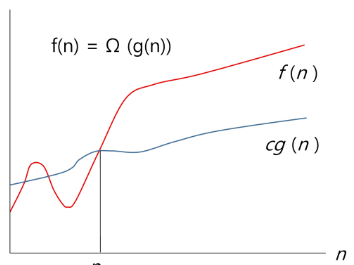 f(n) = Ω (g(n))
f (n)
cg (n)
n